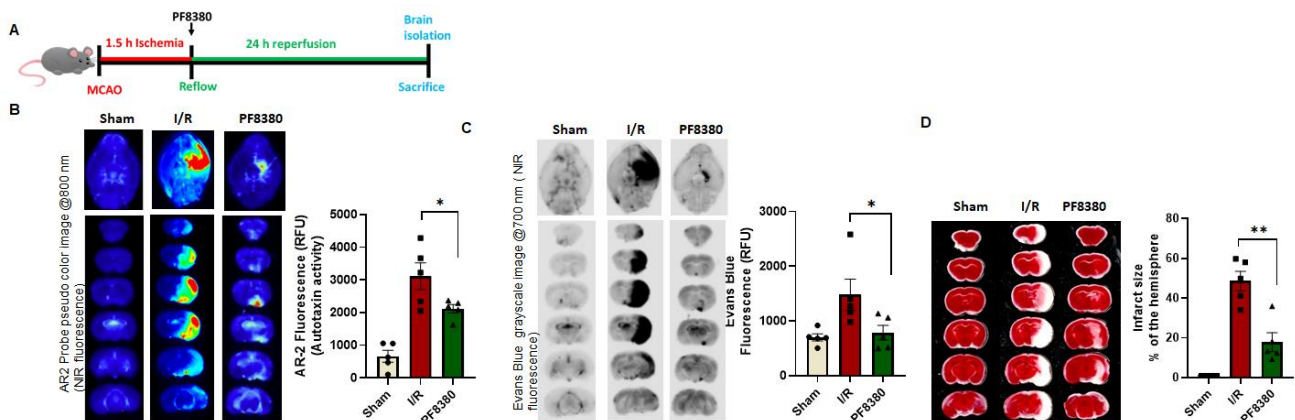 A
PF8380
1.5 h Ischemia
24 h reperfusion
Brain
isolation
MCAO
Reflow
Sacrifice
B
Sham
I/R
PF8380
AR2 Probe pseudo color image @800 nm
(NIR fluorescence)
AR-2 Fluorescence (RFU)
(Autotaxin activity)
5000
4000
3000
2000
1000
0
*
Sham
I/R
PF8380
C
Sham
I/R
PF8380
Evans Blue grayscale image @700 nm ( NIR
fluorescence)
Evans Blue
Fluorescence (RFU)
3000
2000
1000
0
*
Sham
I/R
PF8380
D
Sham
I/R
PF8380
Infarct size
% of the hemisphere
80
60
40
20
0
**
Sham
I/R
PF8380